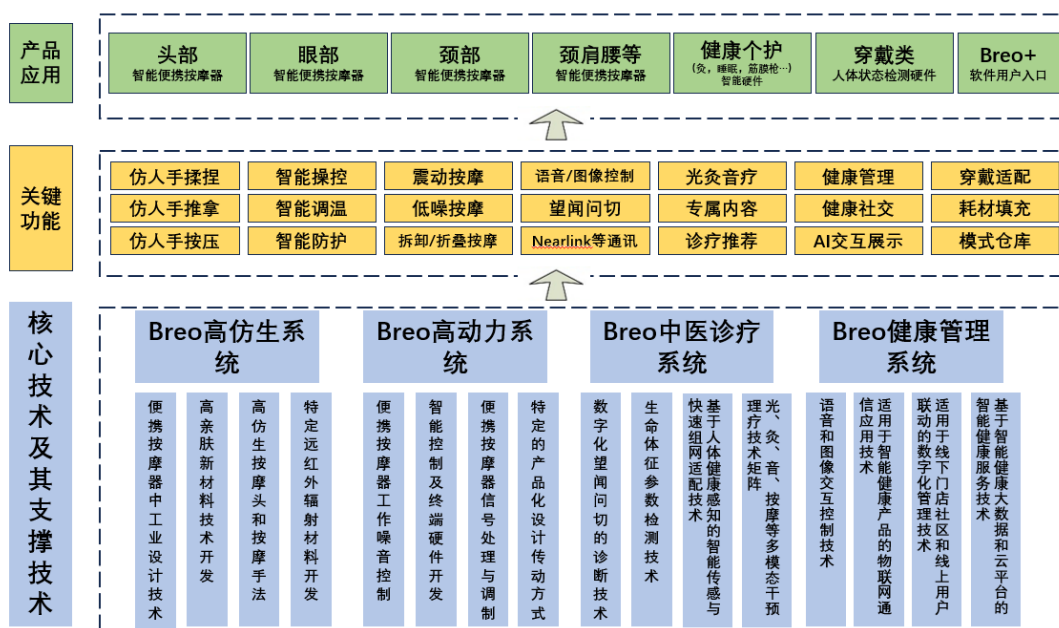 产品
应用
头部
智能便携按摩器
眼部
智能便携按摩器
颈部
智能便携按摩器
颈肩腰等
智能便携按摩器
健康个护
(灸，睡眠，筋膜枪…)
智能硬件
穿戴类
人体状态检测硬件
Breo+
软件用户入口
关键
功能
仿人手揉捏
智能操控
震动按摩
语音/图像控制
光灸音疗
健康管理
穿戴适配
仿人手推拿
智能调温
低噪按摩
望闻问切
专属内容
健康社交
耗材填充
仿人手按压
智能防护
拆卸/折叠按摩
Nearlink等通讯
诊疗推荐
AI交互展示
模式仓库
核心技术及其支撑技术
Breo高仿生系
统
便携按摩器中工业设计技术
高亲肤新材料技术开发
高仿生按摩头和按摩手法
特定远红外辐射材料开发
Breo高动力系
统
便携按摩器工作噪音控制
智能控制及终端硬件开发
便携按摩器信号处理与调制
特定的产品化设计传动方式
Breo中医诊疗
系统
数字化望闻问切的诊断技术
生命体征参数检测技术
基于人体健康感知的智能传感与
快速组网适配技术
光、灸、音、按摩等多模态干预
理疗技术矩阵
Breo健康管理
系统
语音和图像交互控制技术
适用于智能健康产品的物联网通
信应用技术
适用于线下门店社区和线上用户
联动的数字化管理技术
基于智能健康大数据和云平台的
智能健康服务技术